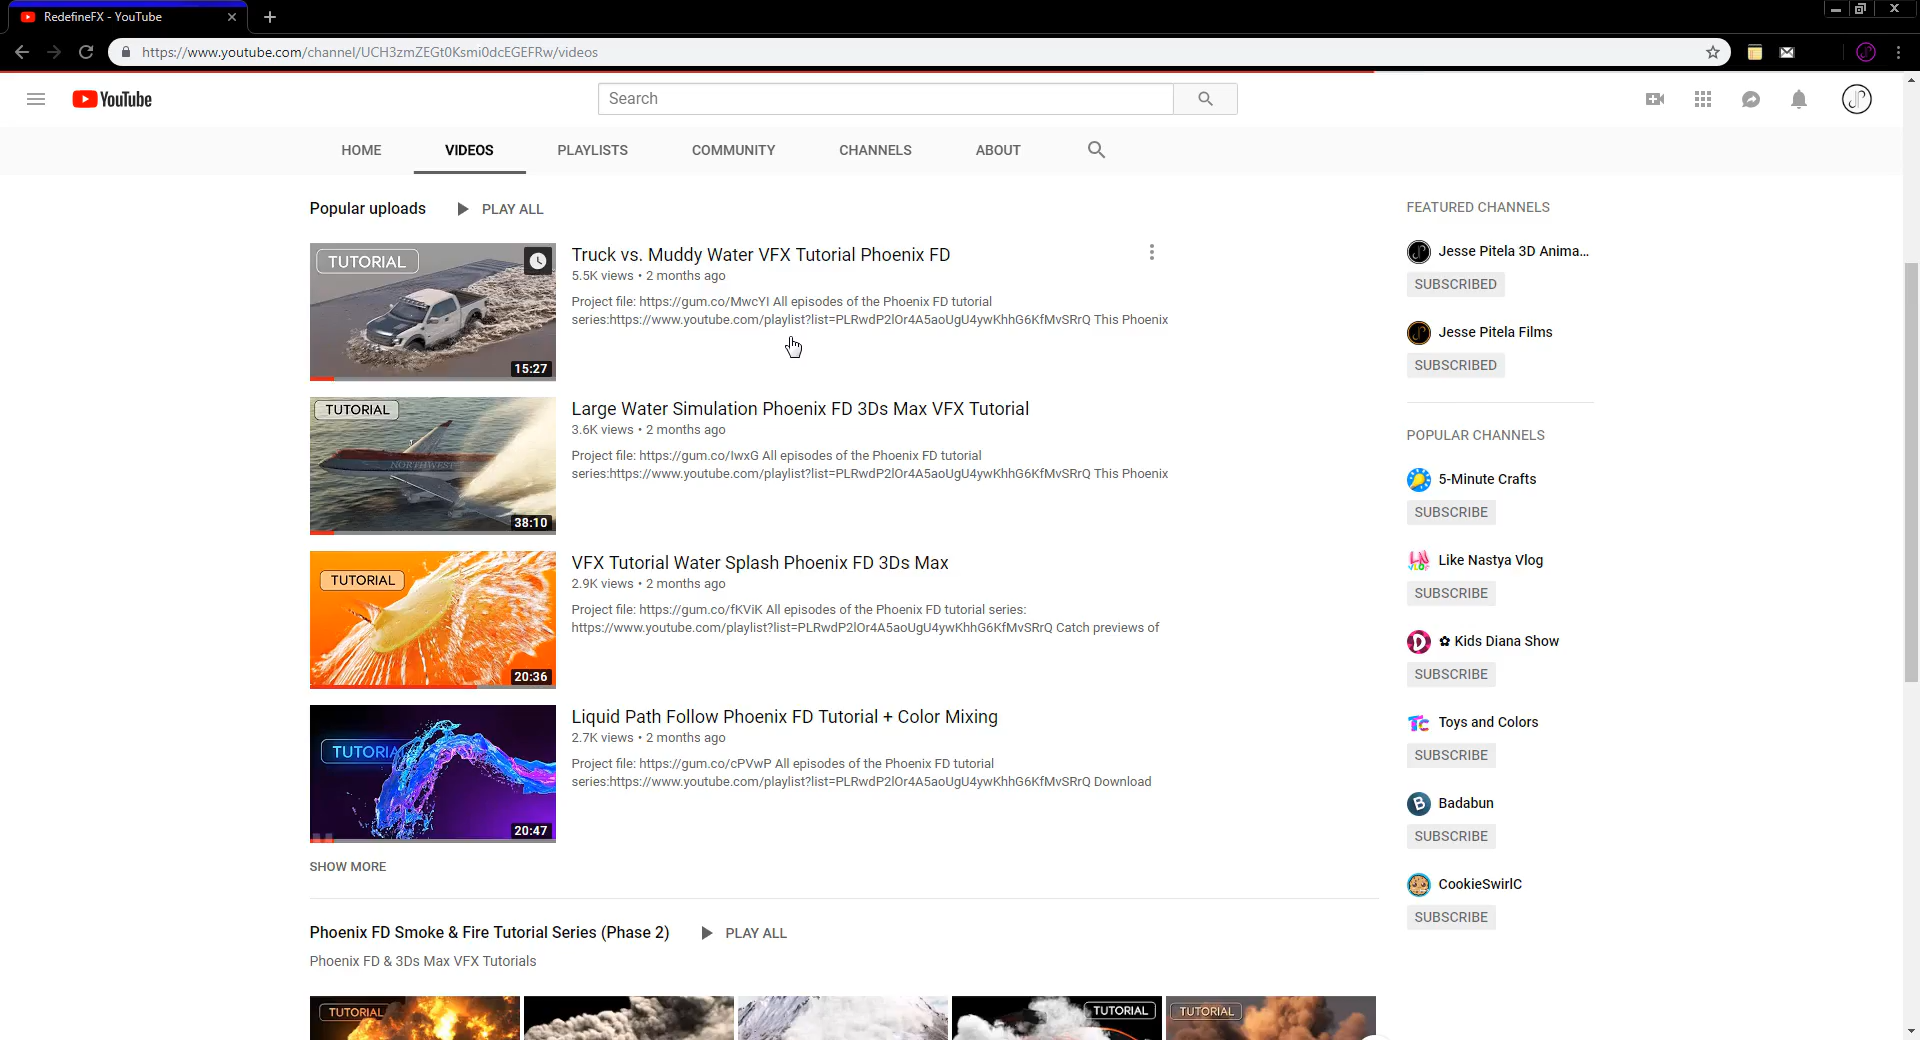 RedefineFX - YouTube
https://www.youtube.com/channel/UCH3zmZEGt0Ksmi0dcEGEFRw/videos
YouTube
Search
HOME VIDEOS PLAYLISTS COMMUNITY CHANNELS ABOUT
Popular uploads PLAY ALL
TUTORIAL
15:27
Truck vs. Muddy Water VFX Tutorial Phoenix FD
5.5K views • 2 months ago
Project file: https://gum.co/MwcYI All episodes of the Phoenix FD tutorial
series:https://www.youtube.com/playlist?list=PLRwdP2lOr4A5aoUgU4ywKhhG6KfMvSRrQ This Phoenix
TUTORIAL
NORTHWEST
38:10
Large Water Simulation Phoenix FD 3Ds Max VFX Tutorial
3.6K views • 2 months ago
Project file: https://gum.co/lwxG All episodes of the Phoenix FD tutorial
series:https://www.youtube.com/playlist?list=PLRwdP2lOr4A5aoUgU4ywKhhG6KfMvSRrQ This Phoenix
TUTORIAL
20:36
VFX Tutorial Water Splash Phoenix FD 3Ds Max
2.9K views • 2 months ago
Project file: https://gum.co/fKViK All episodes of the Phoenix FD tutorial series:
https://www.youtube.com/playlist?list=PLRwdP2lOr4A5aoUgU4ywKhhG6KfMvSRrQ Catch previews of
TUTORIA
20:47
Liquid Path Follow Phoenix FD Tutorial + Color Mixing
2.7K views • 2 months ago
Project file: https://gum.co/cPVwP All episodes of the Phoenix FD tutorial
series:https://www.youtube.com/playlist?list=PLRwdP2lOr4A5aoUgU4ywKhhG6KfMvSRrQ Download
SHOW MORE
Phoenix FD Smoke & Fire Tutorial Series (Phase 2) PLAY ALL
Phoenix FD & 3Ds Max VFX Tutorials
TUTORIAL
TUTORIAL
TUTORIAL
FEATURED CHANNELS
Jesse Pitela 3D Anima...
SUBSCRIBED
Jesse Pitela Films
SUBSCRIBED
POPULAR CHANNELS
5-Minute Crafts
SUBSCRIBE
Like Nastya Vlog
SUBSCRIBE
✿ Kids Diana Show
SUBSCRIBE
Toys and Colors
SUBSCRIBE
Badabun
SUBSCRIBE
CookieSwirlC
SUBSCRIBE